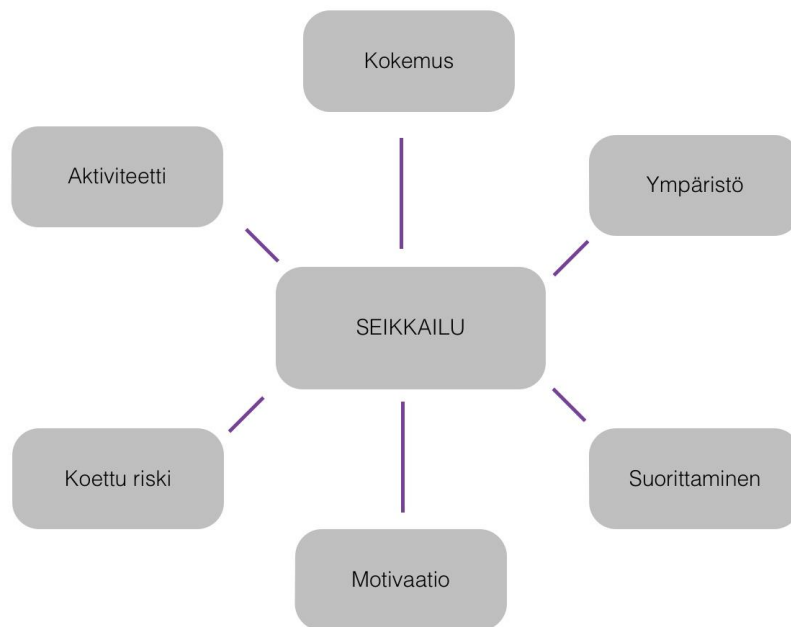 Kokemus
Aktiviteetti
Ympäristö
SEIKKAILU
Koettu riski
Suorittaminen
Motivaatio